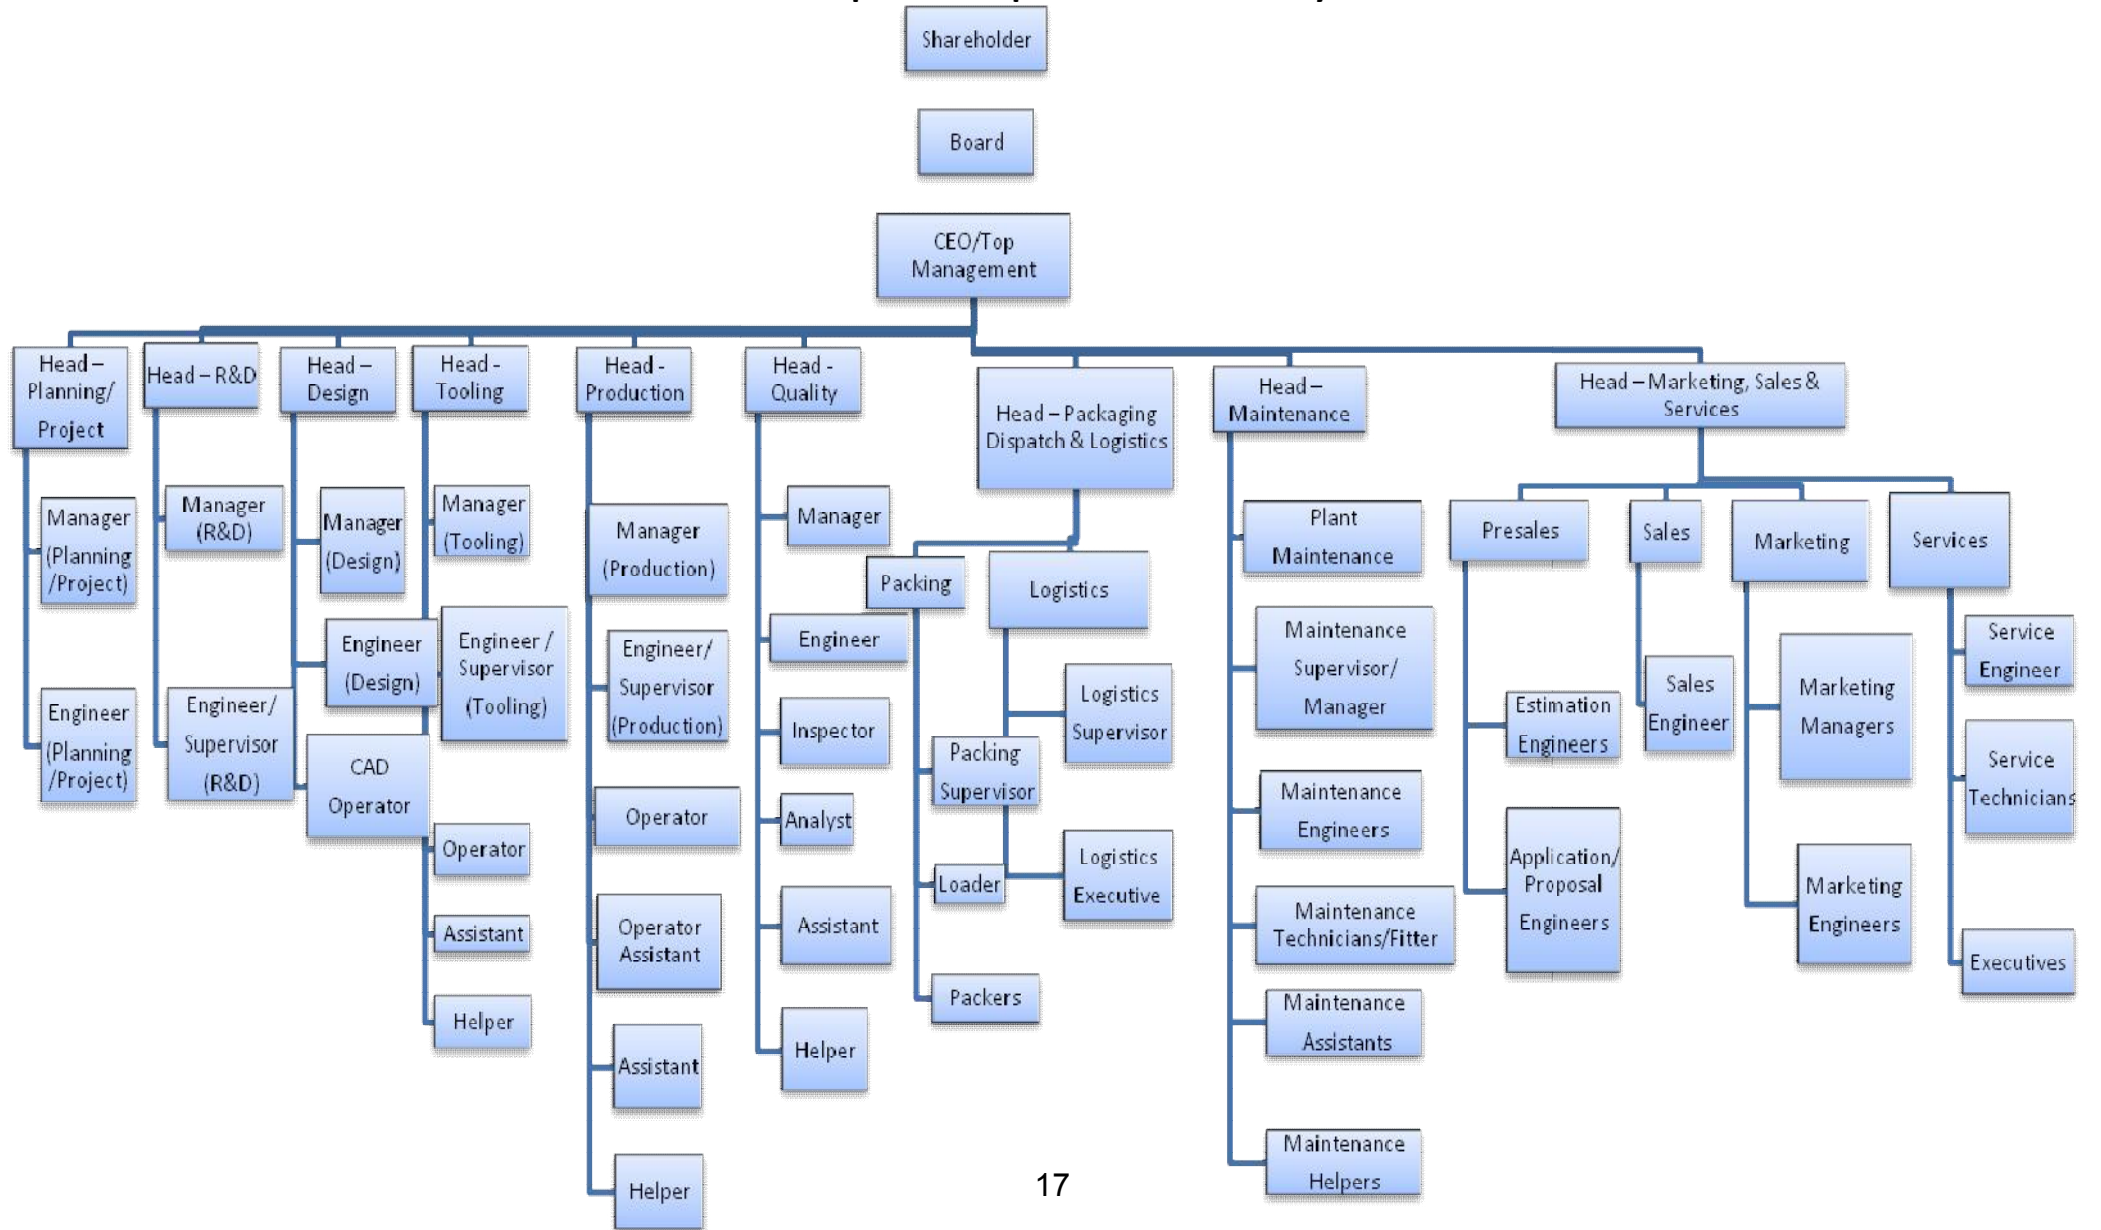 Shareholder
Board
CEO/Top
Management
Head –
Planning/
Project
Manager
(Planning
/Project)
Engineer
(Planning
/Project)
Head – R&D
Manager
(R&D)
Engineer/
Supervisor
(R&D)
Head –
Design
Manager
(Design)
Engineer
(Design)
CAD
Operator
Head -
Tooling
Manager
(Tooling)
Engineer /
Supervisor
(Tooling)
Operator
Assistant
Helper
Head -
Production
Manager
(Production)
Engineer/
Supervisor
(Production)
Operator
Operator
Assistant
Assistant
Helper
Head -
Quality
Manager
Engineer
Inspector
Analyst
Assistant
Helper
Head – Packaging
Dispatch & Logistics
Packing
Packing
Supervisor
Loader
Packers
Logistics
Logistics
Supervisor
Logistics
Executive
Head –
Maintenance
Plant
Maintenance
Maintenance
Supervisor/
Manager
Maintenance
Engineers
Maintenance
Technicians/Fitter
Maintenance
Assistants
Maintenance
Helpers
Head – Marketing, Sales &
Services
Presales
Estimation
Engineers
Application/
Proposal
Engineers
Sales
Sales
Engineer
Marketing
Marketing
Managers
Marketing
Engineers
Services
Service
Engineer
Service
Technicians
Executives
17